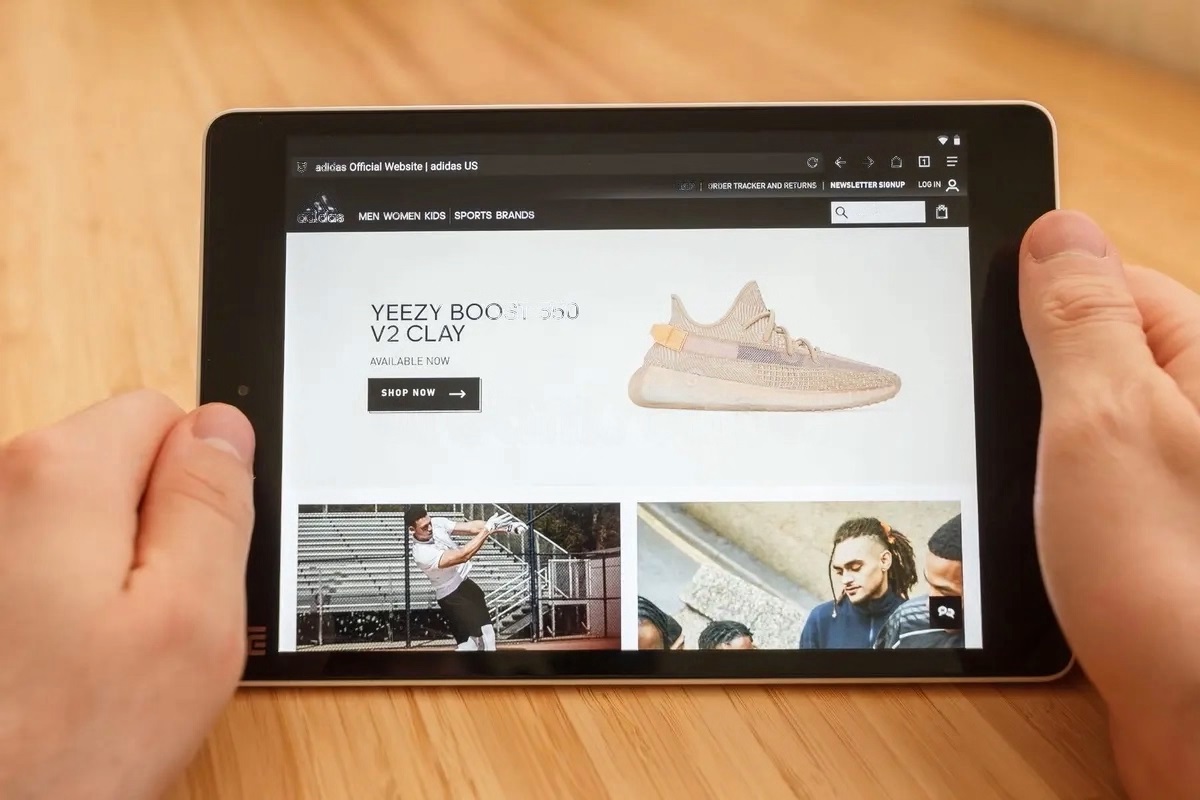 adidas Official Website | adidas US
1
ORDER TRACKER AND RETURNS | NEWSLETTER SIGNUP LOG IN
adidas
MEN WOMEN KIDS | SPORTS BRANDS
YEEZY BOOST
V2 CLAY
AVAILABLE NOW
SHOP NOW
mi